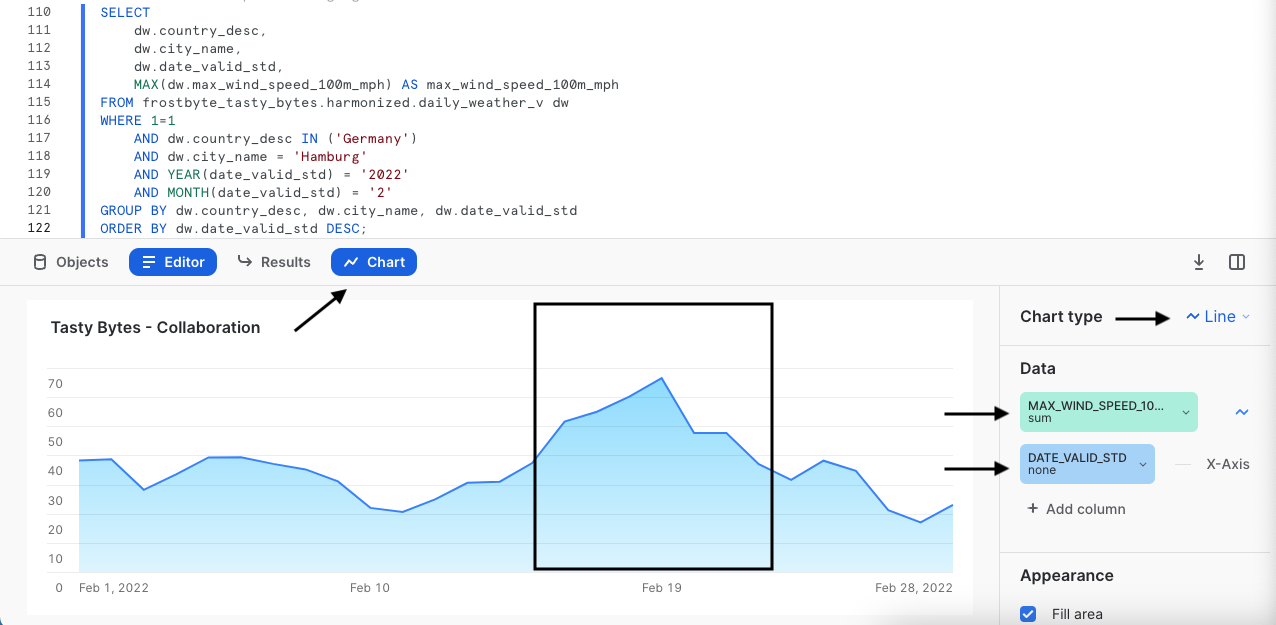 110 SELECT
111 dw.country_desc,
112 dw.city_name,
113 dw.date_valid_std,
114 MAX(dw.max_wind_speed_100m_mph) AS max_wind_speed_100m_mph
115 FROM frostbyte_tasty_bytes.harmonized.daily_weather_v dw
116 WHERE 1=1
117 AND dw.country_desc IN ('Germany')
118 AND dw.city_name = 'Hamburg'
119 AND YEAR(date_valid_std) = '2022'
120 AND MONTH(date_valid_std) = '2'
121 GROUP BY dw.country_desc, dw.city_name, dw.date_valid_std
122 ORDER BY dw.date_valid_std DESC;
Objects Editor Results Chart
Tasty Bytes - Collaboration
70
60
50
40
30
20
10
0 Feb 1, 2022 Feb 10 Feb 19 Feb 28, 2022
Chart type Line
Data
MAX_WIND_SPEED_10...
sum
DATE_VALID_STD
none
X-Axis
+ Add column
Appearance
Fill area